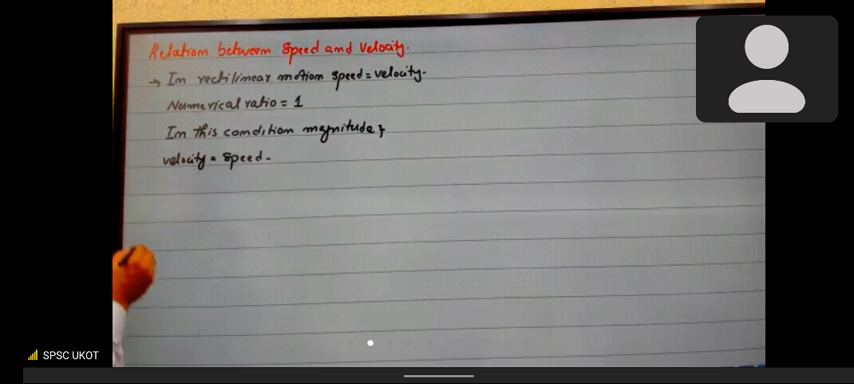 Relation between Speed and Velocity.
→ In rectilinear motion speed = velocity.
Numerical ratio = 1
In this condition magnitude
velocity = speed.
SPSC UKOT